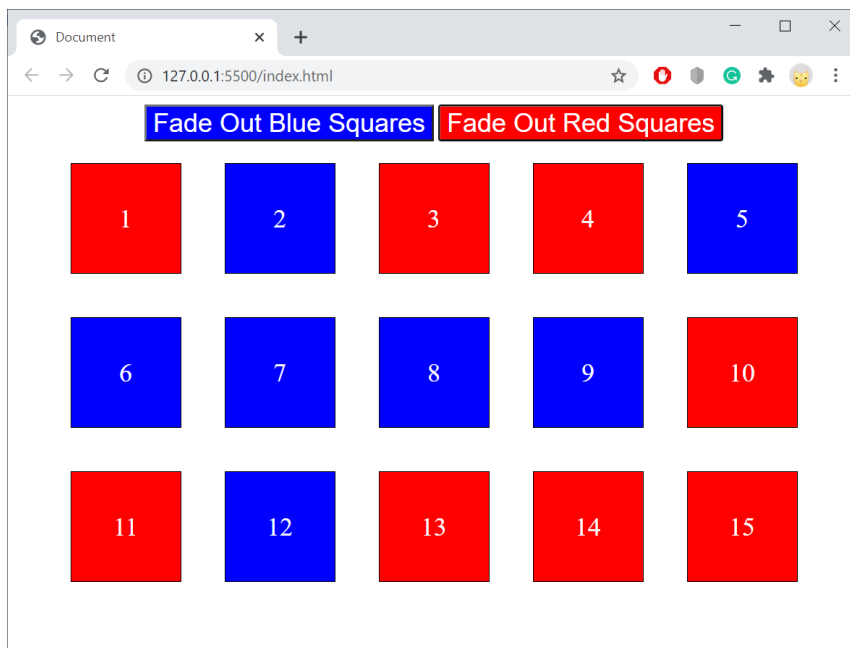 Document
127.0.0.1:5500/index.html
Fade Out Blue Squares Fade Out Red Squares
1 2 3 4 5
6 7 8 9 10
11 12 13 14 15